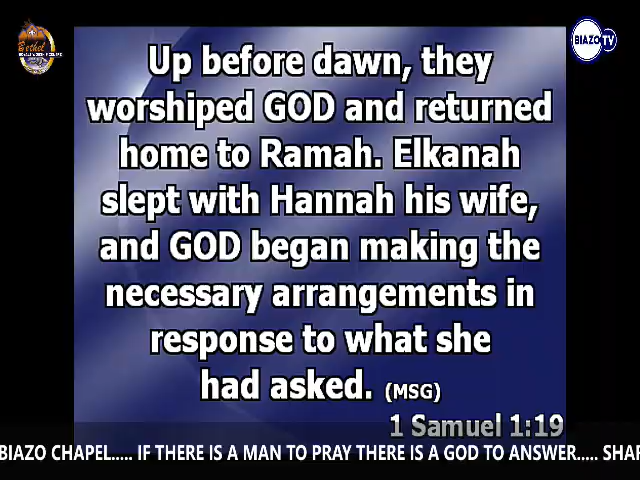 Bethel
BIAZO TV
Up before dawn, they
worshiped GOD and returned
home to Ramah. Elkanah
slept with Hannah his wife,
and GOD began making the
necessary arrangements in
response to what she
had asked. (MSG)
1 Samuel 1:19
BIAZO CHAPEL..... IF THERE IS A MAN TO PRAY THERE IS A GOD TO ANSWER..... SHAR